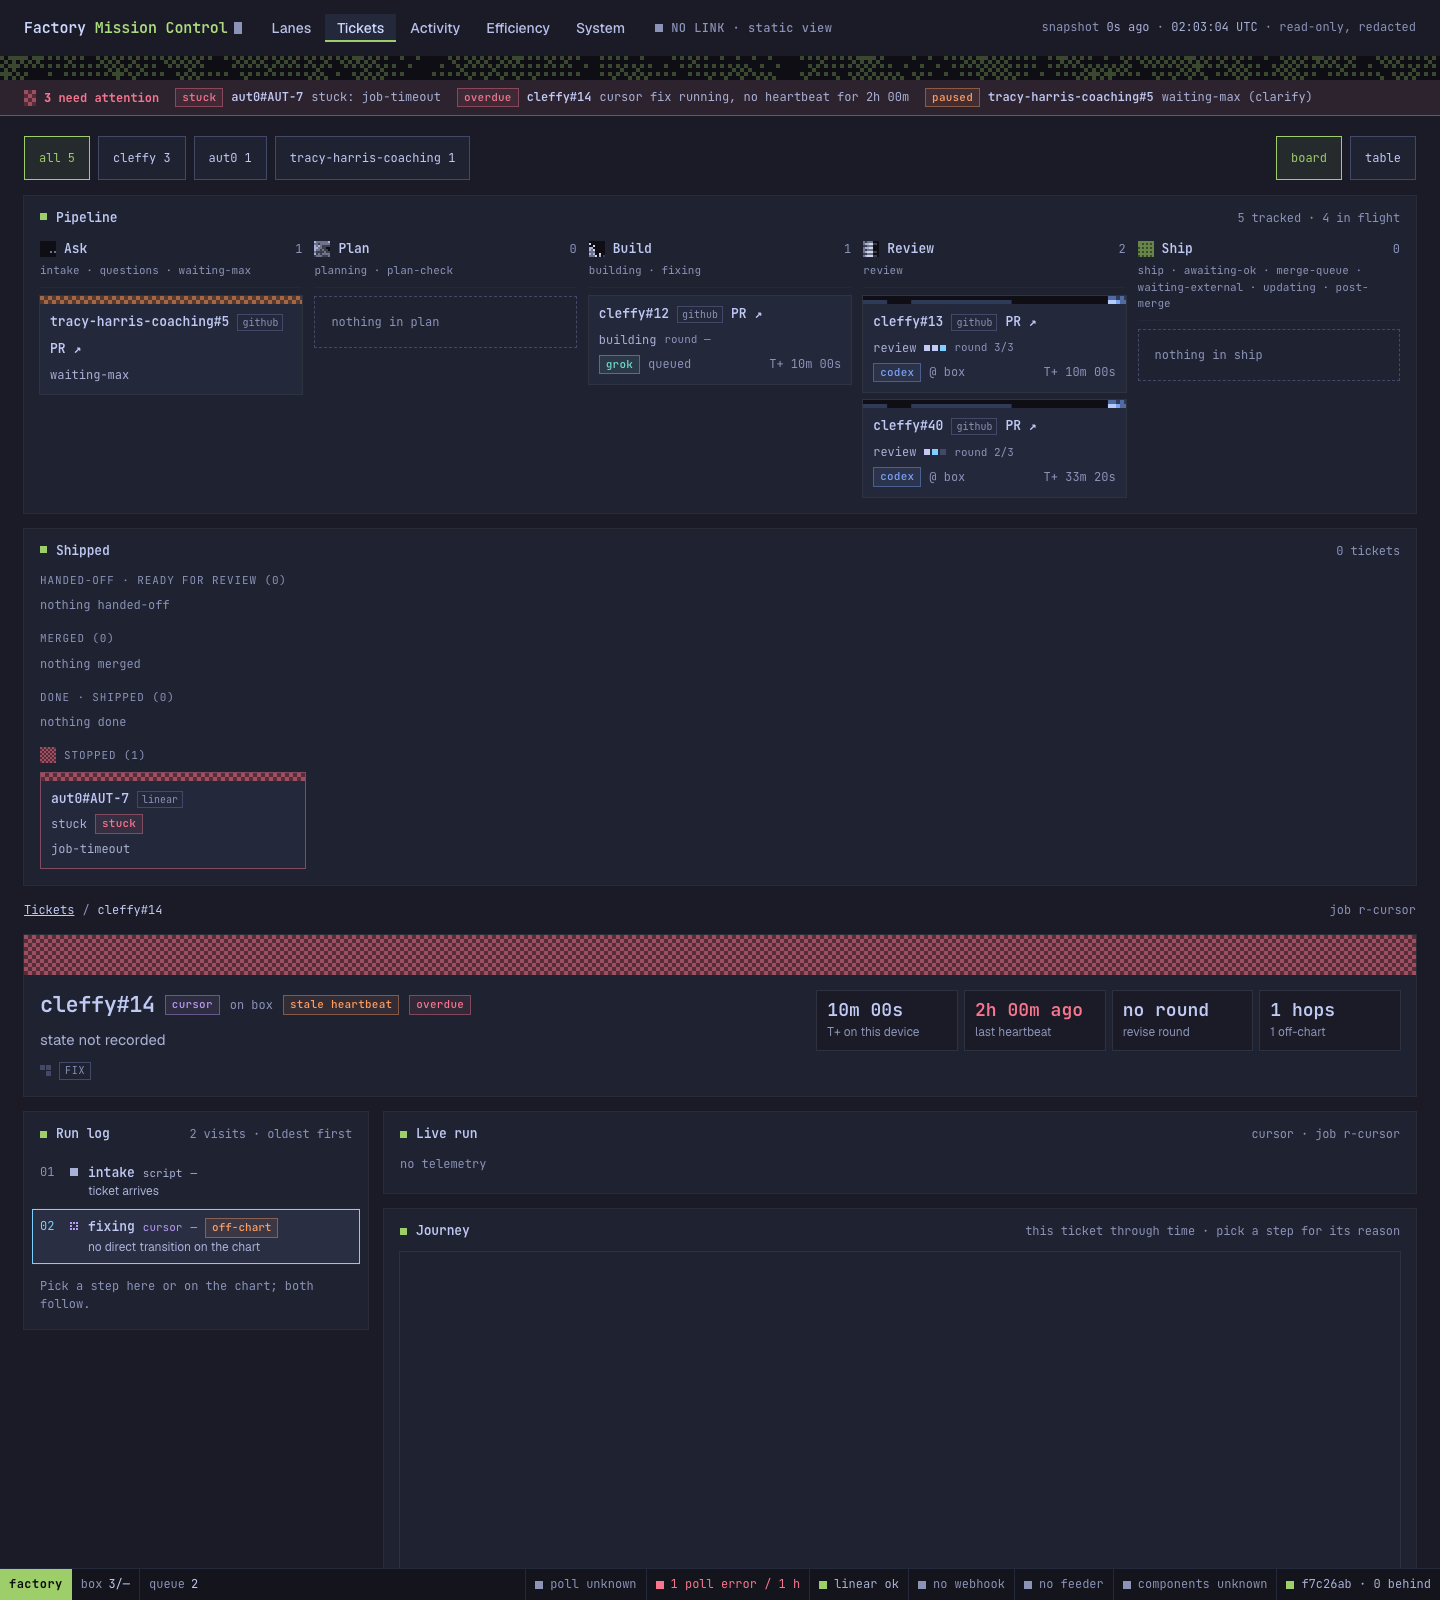 Factory Mission Control Lanes Tickets Activity Efficiency System NO LINK · static view snapshot 0s ago · 02:03:04 UTC · read-only, redacted
3 need attention stuck aut0#AUT-7 stuck: job-timeout overdue cleffy#14 cursor fix running, no heartbeat for 2h 00m paused tracy-harris-coaching#5 waiting-max (clarify)
all 5 cleffy 3 aut0 1 tracy-harris-coaching 1 board table
Pipeline 5 tracked · 4 in flight
Ask 1
intake · questions · waiting-max
tracy-harris-coaching#5 github
PR ↗
waiting-max
Plan 0
planning · plan-check
nothing in plan
Build 1
building · fixing
cleffy#12 github PR ↗
building round —
grok queued T+ 10m 00s
Review 2
review
cleffy#13 github PR ↗
review round 3/3
codex @ box T+ 10m 00s
cleffy#40 github PR ↗
review round 2/3
codex @ box T+ 33m 20s
Ship 0
ship · awaiting-ok · merge-queue ·
waiting-external · updating · post-
merge
nothing in ship
Shipped 0 tickets
HANDED-OFF · READY FOR REVIEW (0)
nothing handed-off
MERGED (0)
nothing merged
DONE · SHIPPED (0)
nothing done
STOPPED (1)
aut0#AUT-7 linear
stuck stuck
job-timeout
Tickets / cleffy#14 job r-cursor
cleffy#14 cursor on box stale heartbeat overdue
state not recorded
FIX
10m 00s
T+ on this device
2h 00m ago
last heartbeat
no round
revise round
1 hops
1 off-chart
Run log 2 visits · oldest first
01 intake script —
ticket arrives
02 fixing cursor — off-chart
no direct transition on the chart
Pick a step here or on the chart; both
follow.
Live run cursor · job r-cursor
no telemetry
Journey this ticket through time · pick a step for its reason
factory box 3/— queue 2 poll unknown 1 poll error / 1 h linear ok no webhook no feeder components unknown f7c26ab · 0 behind